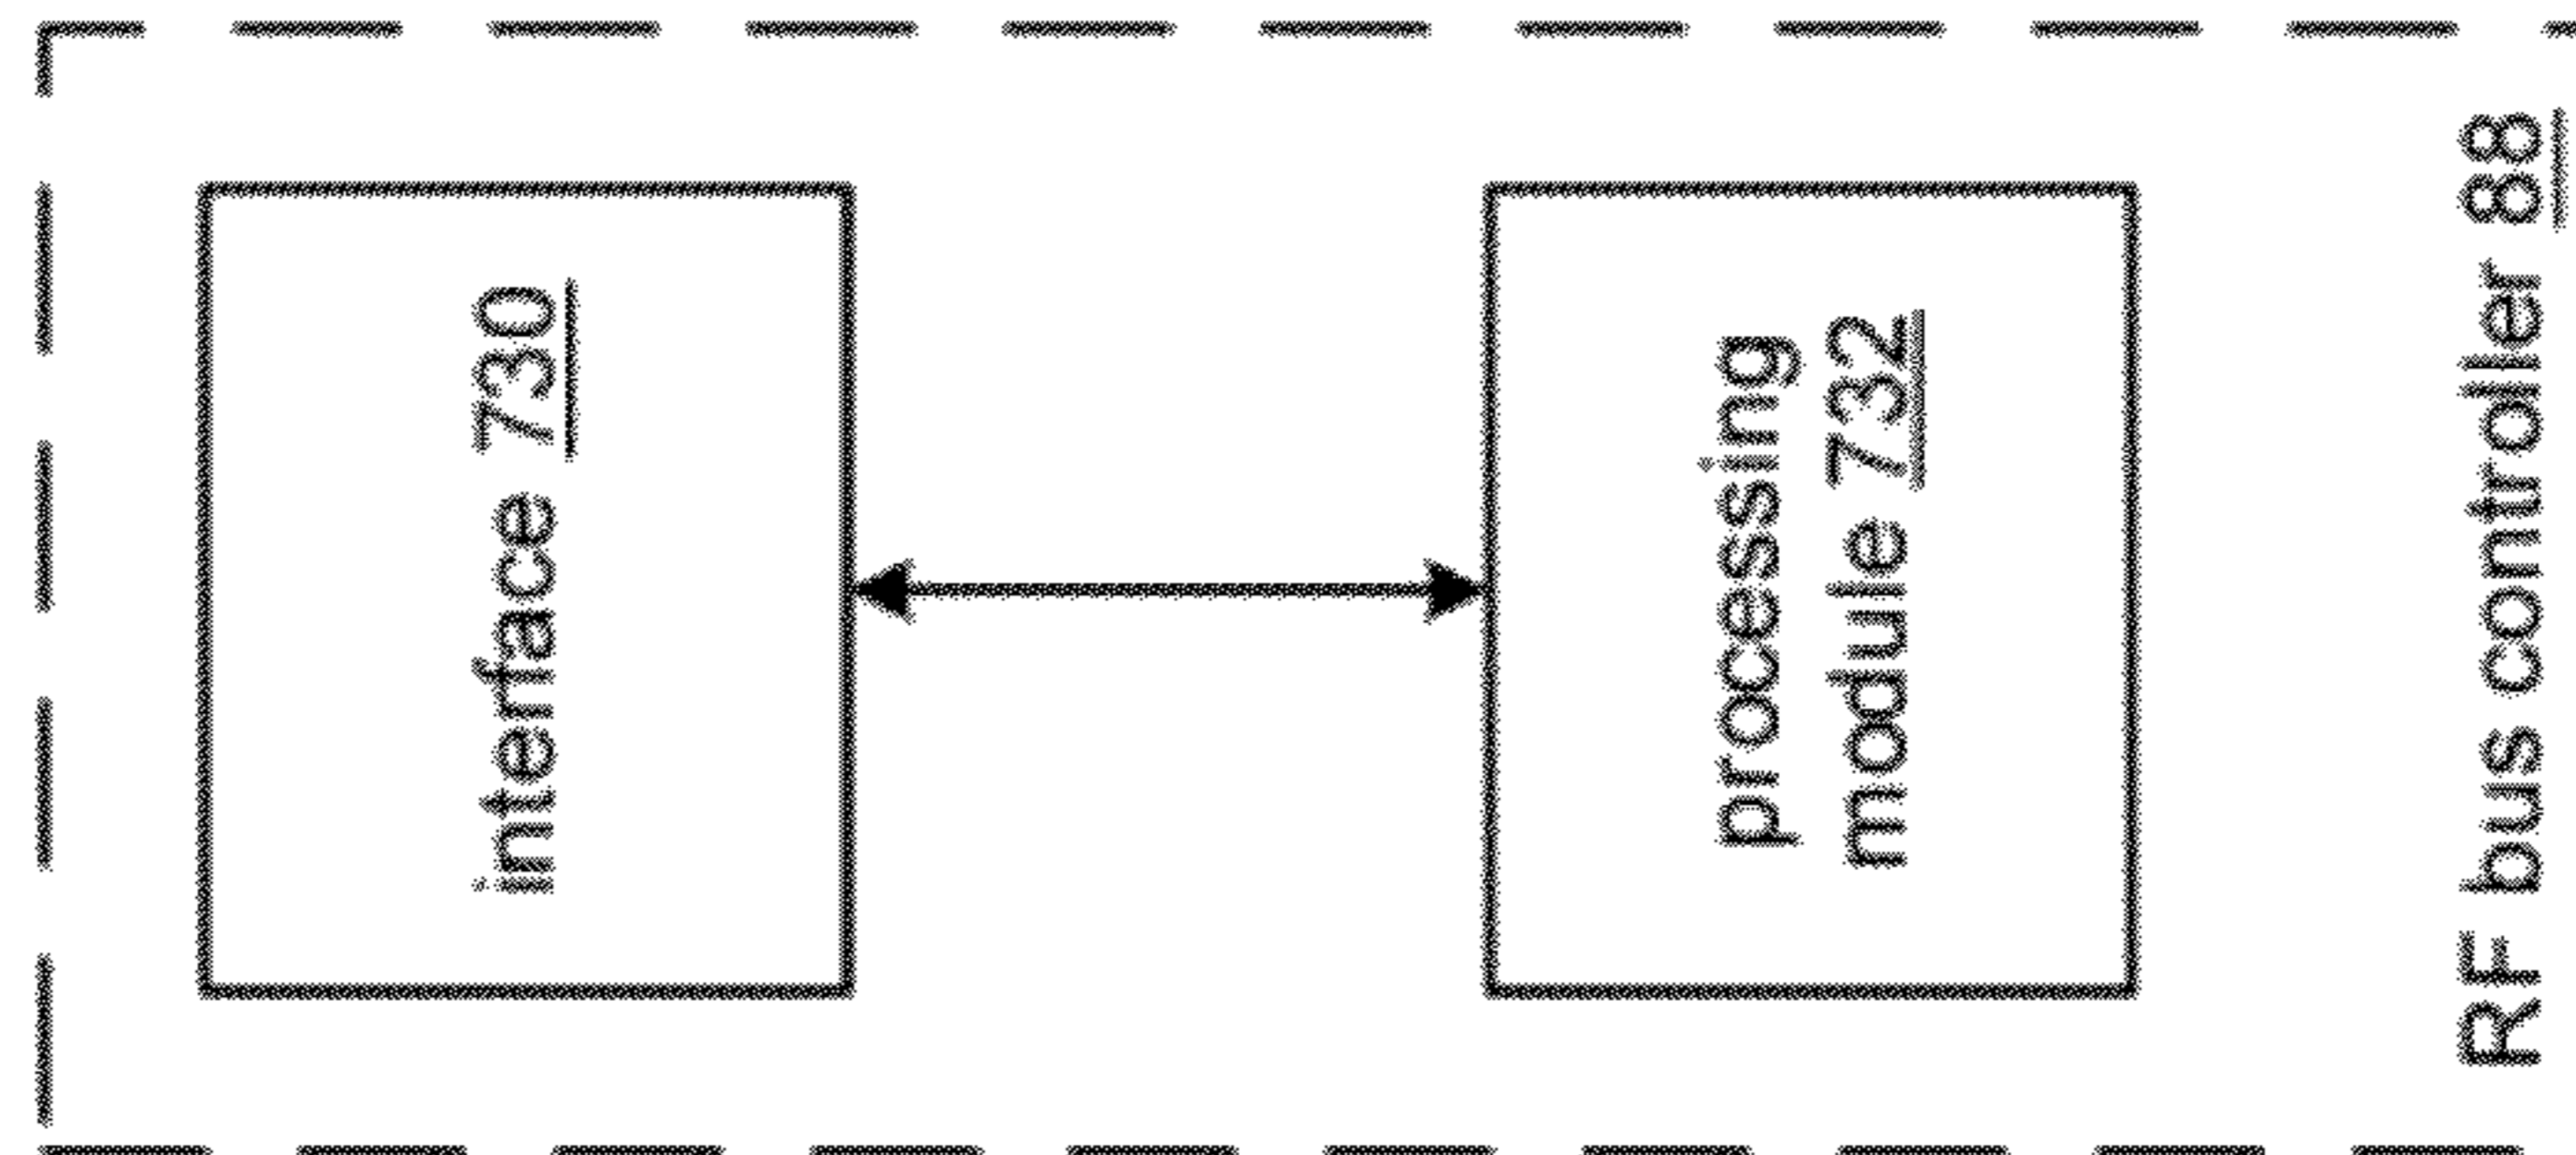 interface 730
processing
module 732
RF bus controller 88